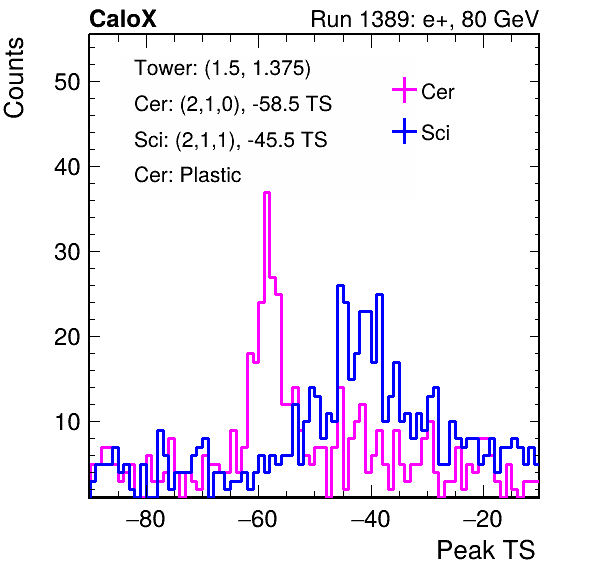 CaloX Run 1389: e+, 80 GeV
Counts
Tower: (1.5, 1.375)
Cer: (2,1,0), -58.5 TS
Sci: (2,1,1), -45.5 TS
Cer: Plastic
Cer
Sci
50
40
30
20
10
−80 −60 −40 −20
Peak TS